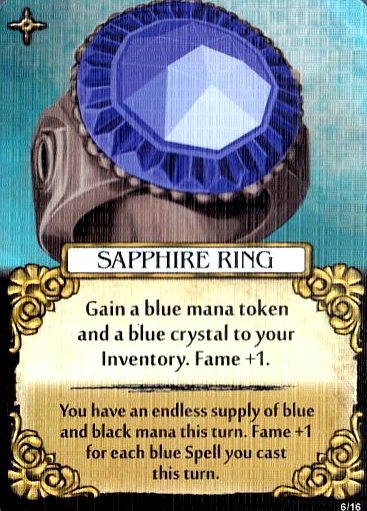 SAPPHIRE RING
Gain a blue mana token
and a blue crystal to your
Inventory. Fame +1.
You have an endless supply of blue
and black mana this turn. Fame +1
for each blue Spell you cast
this turn.
6/16